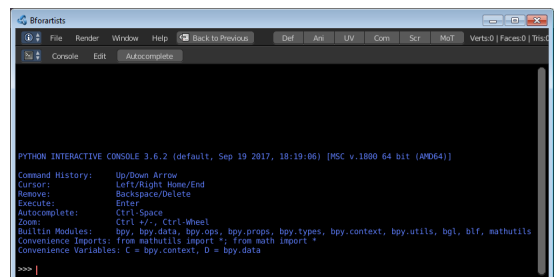 Bforartists
File Render Window Help Back to Previous Def Ani UV Com Scr MoT Verts:0 | Faces:0 | Tris:0
Console Edit Autocomplete
PYTHON INTERACTIVE CONSOLE 3.6.2 (default, Sep 19 2017, 18:19:06) [MSC v.1800 64 bit (AMD64)]
Command History: Up/Down Arrow
Cursor: Left/Right Home/End
Remove: Backspace/Delete
Execute: Enter
Autocomplete: Ctrl-Space
Zoom: Ctrl +/-, Ctrl-Wheel
Builtin Modules: bpy, bpy.data, bpy.ops, bpy.props, bpy.types, bpy.context, bpy.utils, bgl, blf, mathutils
Convenience Imports: from mathutils import *; from math import *
Convenience Variables: C = bpy.context, D = bpy.data
>>>